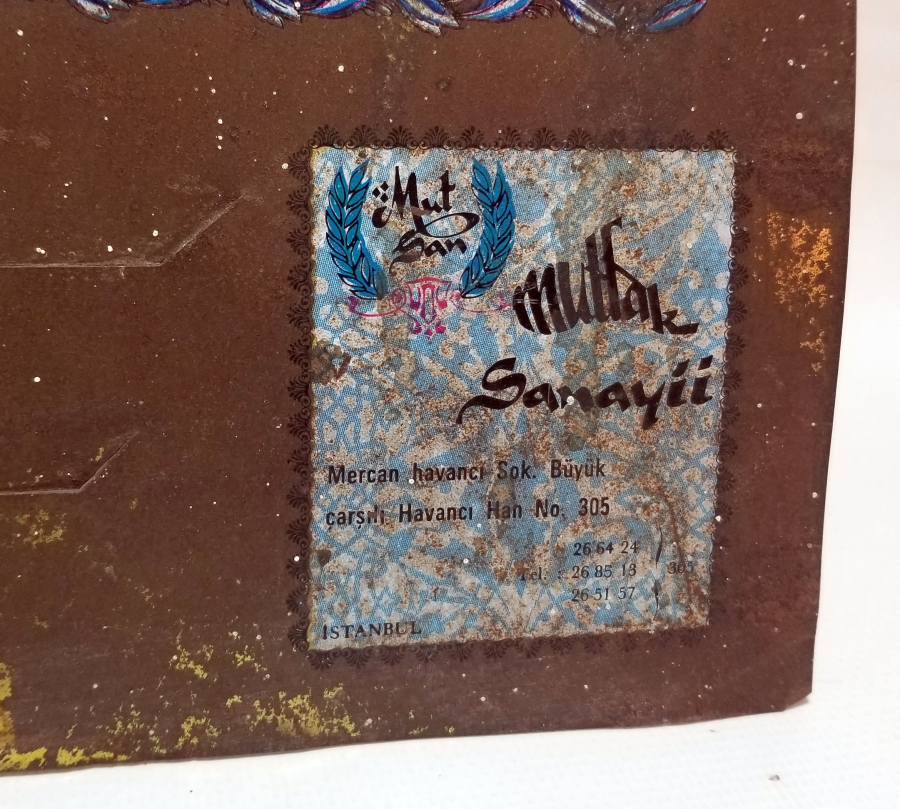 Mut
San
Mutfak
Sanayii
Mercan havancı Sok. Büyük
çarşılı Havancı Han No. 305
26 64 24
Tel. : 26 85 13 / 305
26 51 57
İSTANBUL